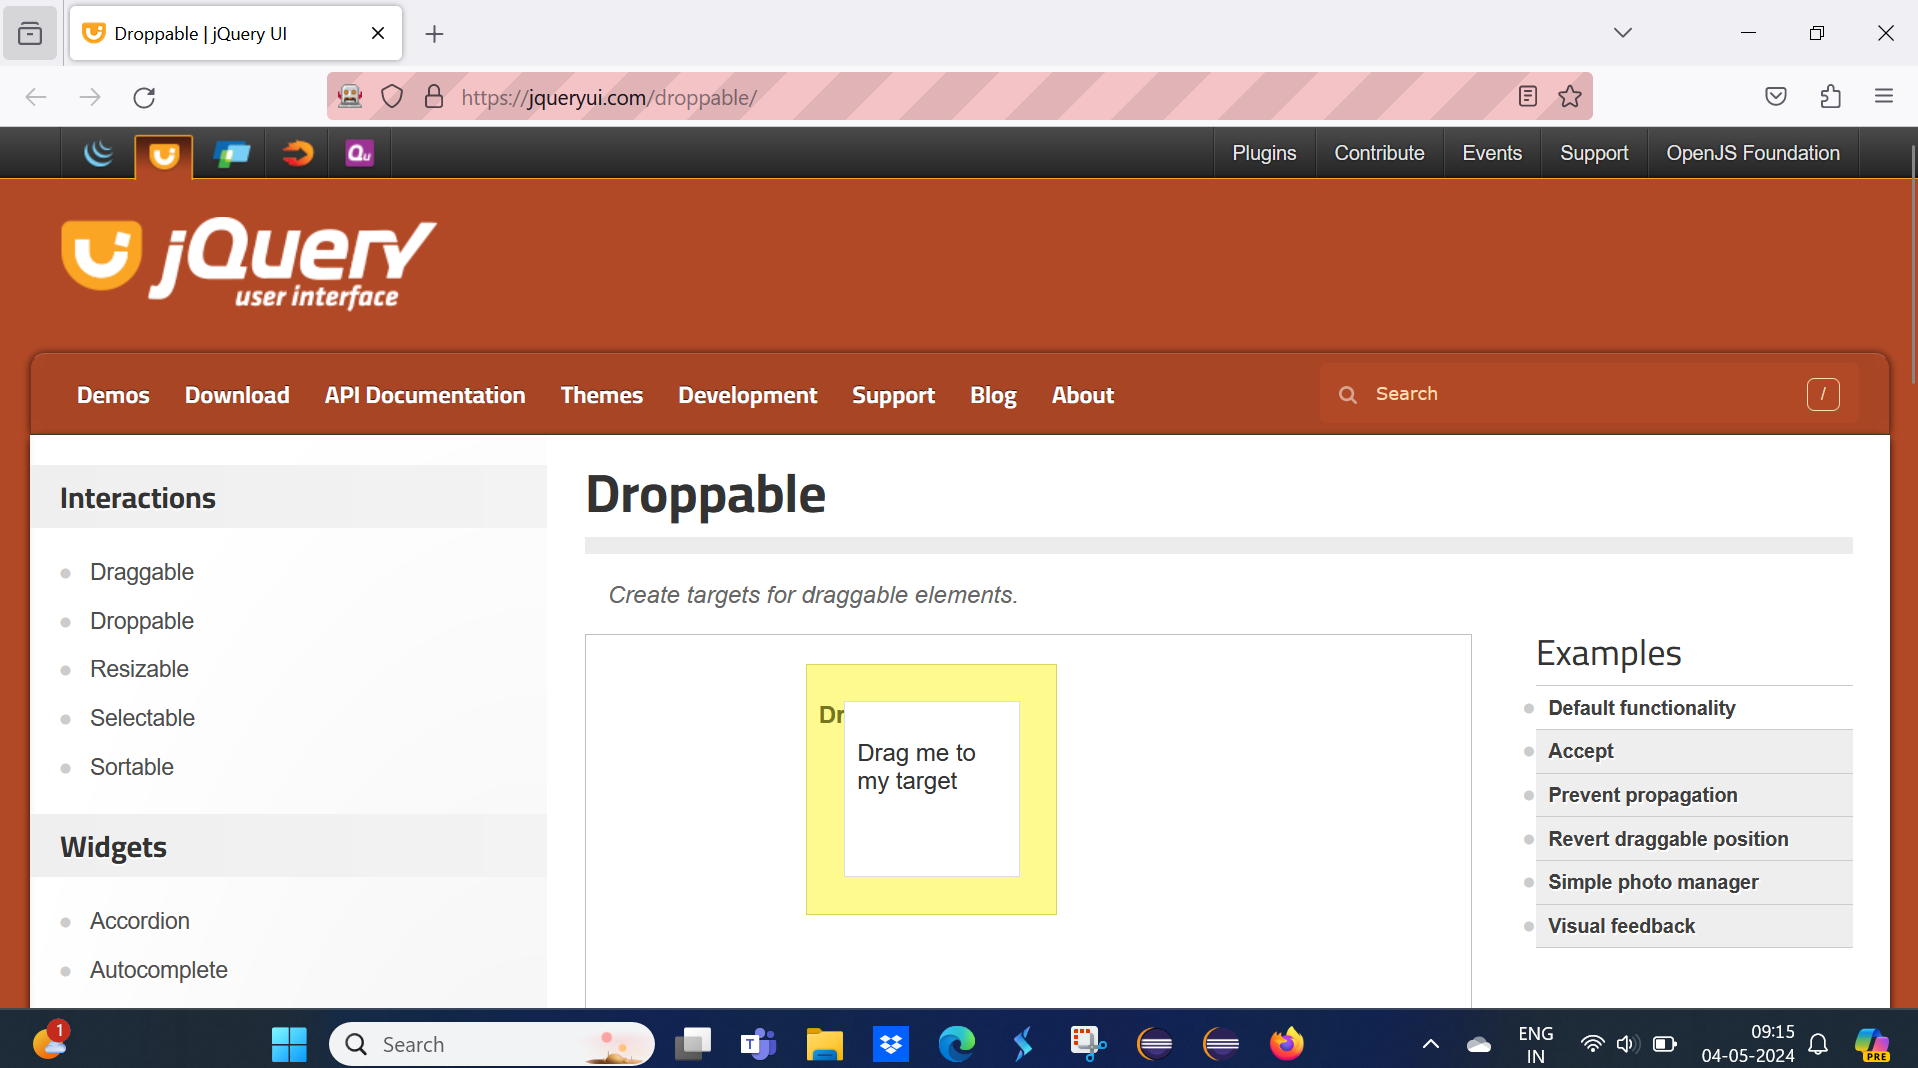 Droppable | jQuery UI
https://jqueryui.com/droppable/
Qu
Plugins Contribute Events Support OpenJS Foundation
jQuery
user interface
Demos Download API Documentation Themes Development Support Blog About Search /
Interactions
Draggable
Droppable
Resizable
Selectable
Sortable
Widgets
Accordion
Autocomplete
Droppable
Create targets for draggable elements.
Dr
Drag me to
my target
Examples
Default functionality
Accept
Prevent propagation
Revert draggable position
Simple photo manager
Visual feedback
1
Search
T
ENG
IN
09:15
04-05-2024
PRE